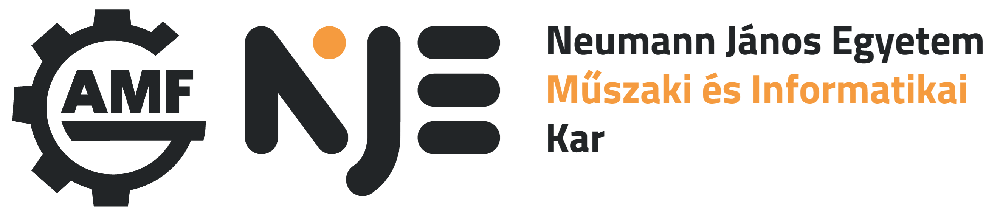 AMF
NJE
Neumann János Egyetem
Műszaki és Informatikai
Kar